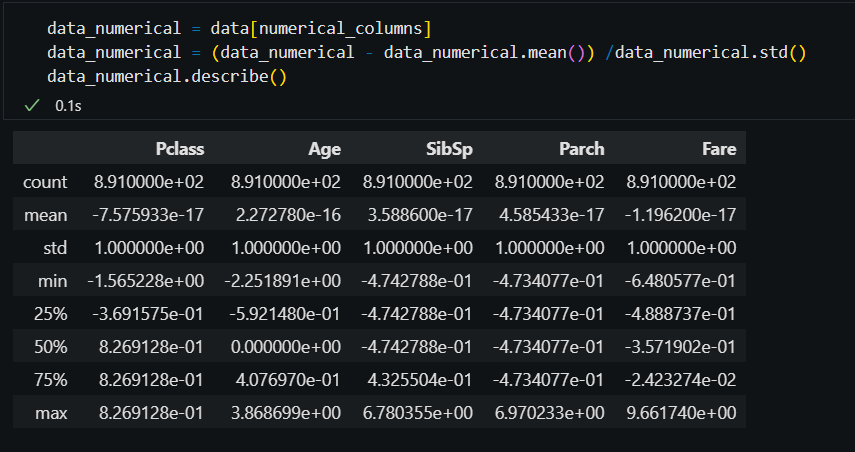 data_numerical = data[numerical_columns]
data_numerical = (data_numerical - data_numerical.mean()) /data_numerical.std()
data_numerical.describe()
✓ 0.1s
Pclass Age SibSp Parch Fare
count 8.910000e+02 8.910000e+02 8.910000e+02 8.910000e+02 8.910000e+02
mean -7.575933e-17 2.272780e-16 3.588600e-17 4.585433e-17 -1.196200e-17
std 1.000000e+00 1.000000e+00 1.000000e+00 1.000000e+00 1.000000e+00
min -1.565228e+00 -2.251891e+00 -4.742788e-01 -4.734077e-01 -6.480577e-01
25% -3.691575e-01 -5.921480e-01 -4.742788e-01 -4.734077e-01 -4.888737e-01
50% 8.269128e-01 0.000000e+00 -4.742788e-01 -4.734077e-01 -3.571902e-01
75% 8.269128e-01 4.076970e-01 4.325504e-01 -4.734077e-01 -2.423274e-02
max 8.269128e-01 3.868699e+00 6.780355e+00 6.970233e+00 9.661740e+00